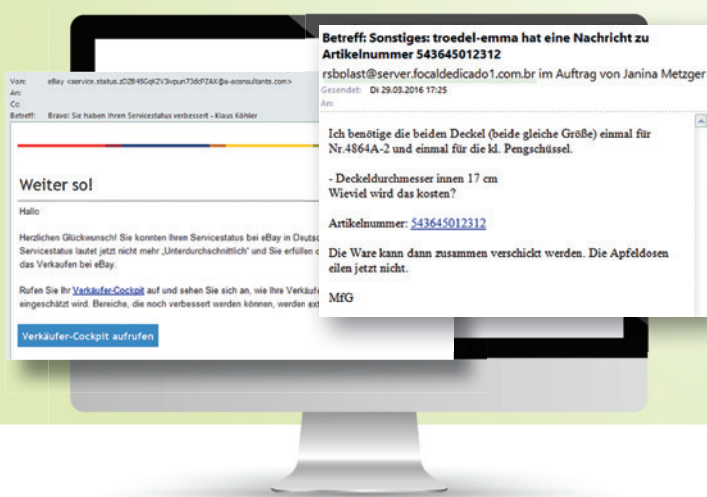 Von: eBay <service.status.
An:
Cc:
Betreff: Bravo! Sie haben Ihren Servicestatus verbessert - Klaus Köhler
Weiter so!
Hallo
Herzlichen Glückwunsch! Sie konnten Ihren Servicestatus bei eBay in
Servicestatus lautet jetzt nicht mehr „Unterdurchschnittlich" und Sie erfüllen
das Verkaufen bei eBay.
Rufen Sie Ihr Verkäufer-Cockpit auf und sehen Sie sich an, wie Ihre
eingeschätzt wird. Bereiche, die noch verbessert werden können, werden
Verkäufer-Cockpit aufrufen
Betreff: Sonstiges: troedel-emma hat eine Nachricht zu
Artikelnummer 543645012312
rsbolast@server.focaldedicado1.com.br im Auftrag von Janina Metzger
Gesendet: Di 29.03.2016 17:25
An:
Ich benötige die beiden Deckel (beide gleiche Größe) einmal für
Nr.4864A-2 und einmal für die kl. Pengschüssel.
- Deckeldurchmesser innen 17 cm
Wieviel wird das kosten?
Artikelnummer: 543645012312
Die Ware kann dann zusammen verschickt werden. Die Apfeldosen
eilen jetzt nicht.
MfG